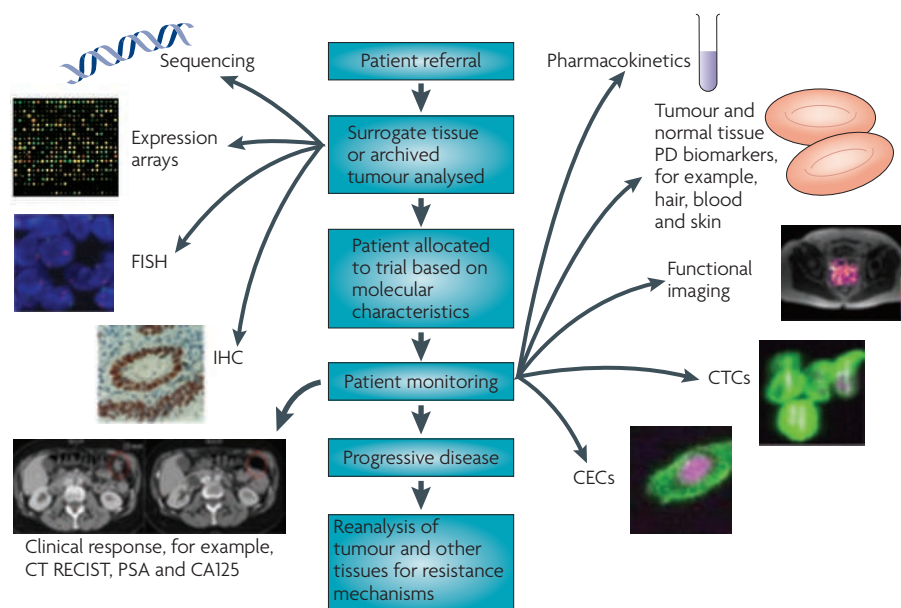 Sequencing
Expression
arrays
FISH
IHC
Clinical response, for example,
CT RECIST, PSA and CA125
Patient referral
Surrogate tissue
or archived
tumour analysed
Patient allocated
to trial based on
molecular
characteristics
Patient monitoring
Progressive disease
Reanalysis of
tumour and other
tissues for resistance
mechanisms
Pharmacokinetics
Tumour and
normal tissue
PD biomarkers,
for example,
hair, blood
and skin
Functional
imaging
CTCs
CECs